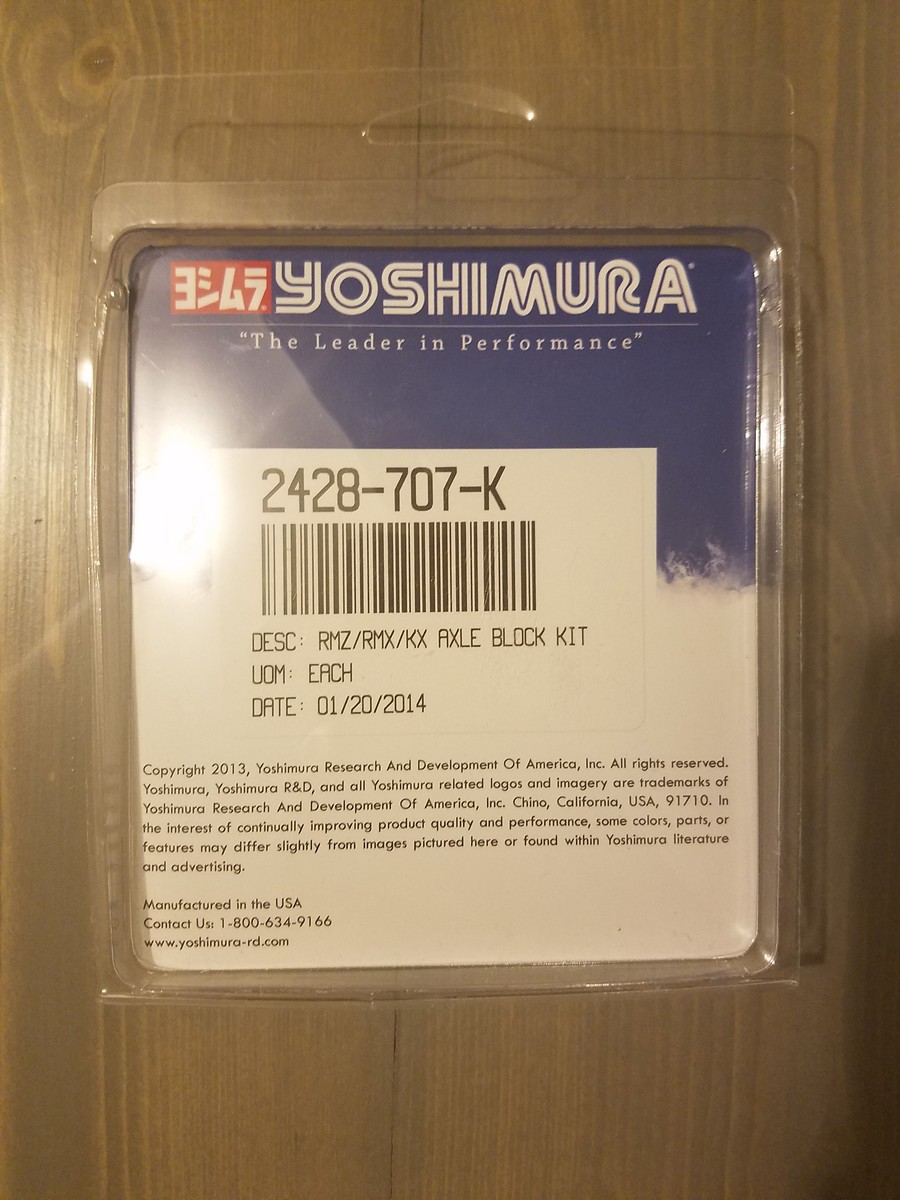 ヨシムラ YOSHIMURA
“The Leader in Performance”
2428-707-K
DESC: RMZ/RMX/KX AXLE BLOCK KIT
UOM: EACH
DATE: 01/20/2014
Copyright 2013, Yoshimura Research And Development Of America, Inc. All rights reserved.
Yoshimura, Yoshimura R&D, and all Yoshimura related logos and imagery are trademarks of
Yoshimura Research And Development Of America, Inc. Chino, California, USA, 91710. In
the interest of continually improving product quality and performance, some colors, parts, or
features may differ slightly from images pictured here or found within Yoshimura literature
and advertising.
Manufactured in the USA
Contact Us: 1-800-634-9166
www.yoshimura-rd.com